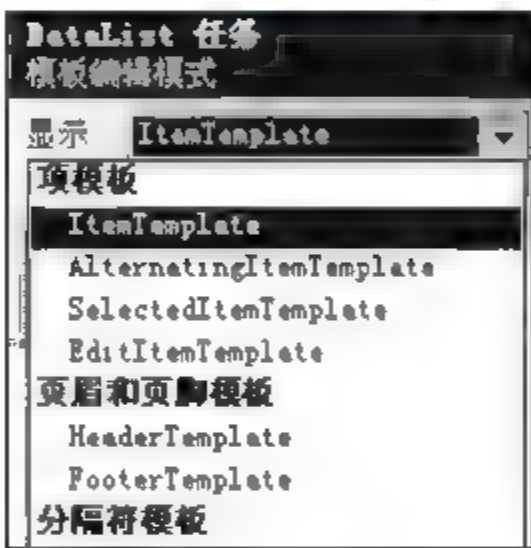 DataList 任务
模板编辑模式
显示 ItemTemplate
项模板
ItemTemplate
AlternatingItemTemplate
SelectedItemTemplate
EditItemTemplate
页眉和页脚模板
HeaderTemplate
FooterTemplate
分隔符模板